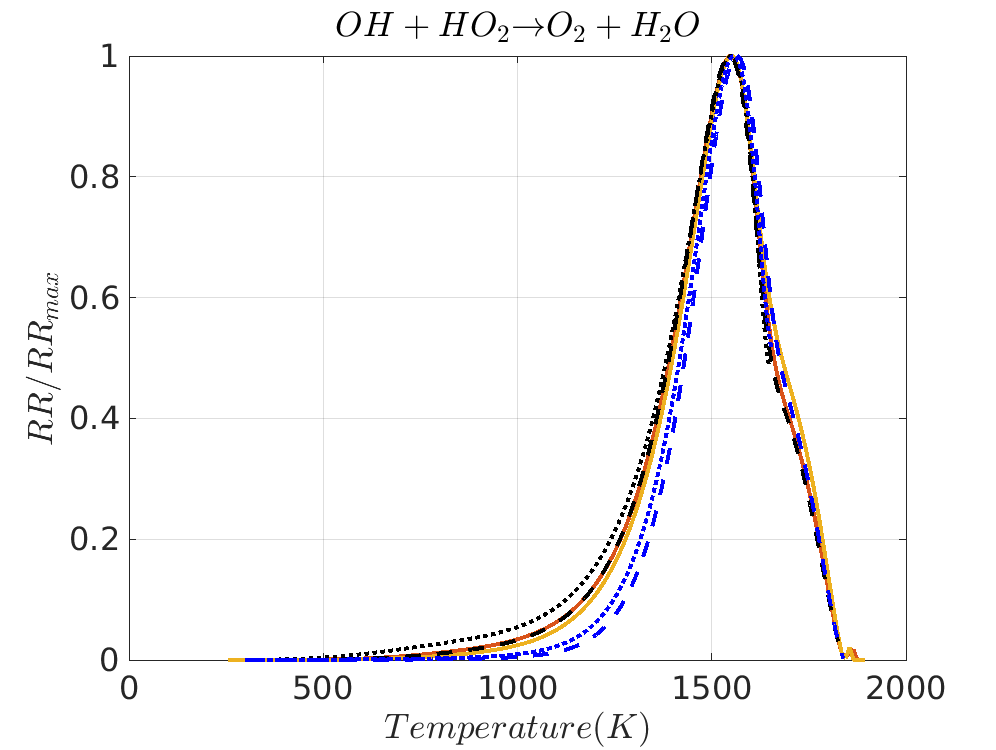 OH + HO₂→O₂ + H₂O
1
0.8
0.6
0.4
0.2
0
RR/RR_max
0 500 1000 1500 2000
Temperature(K)